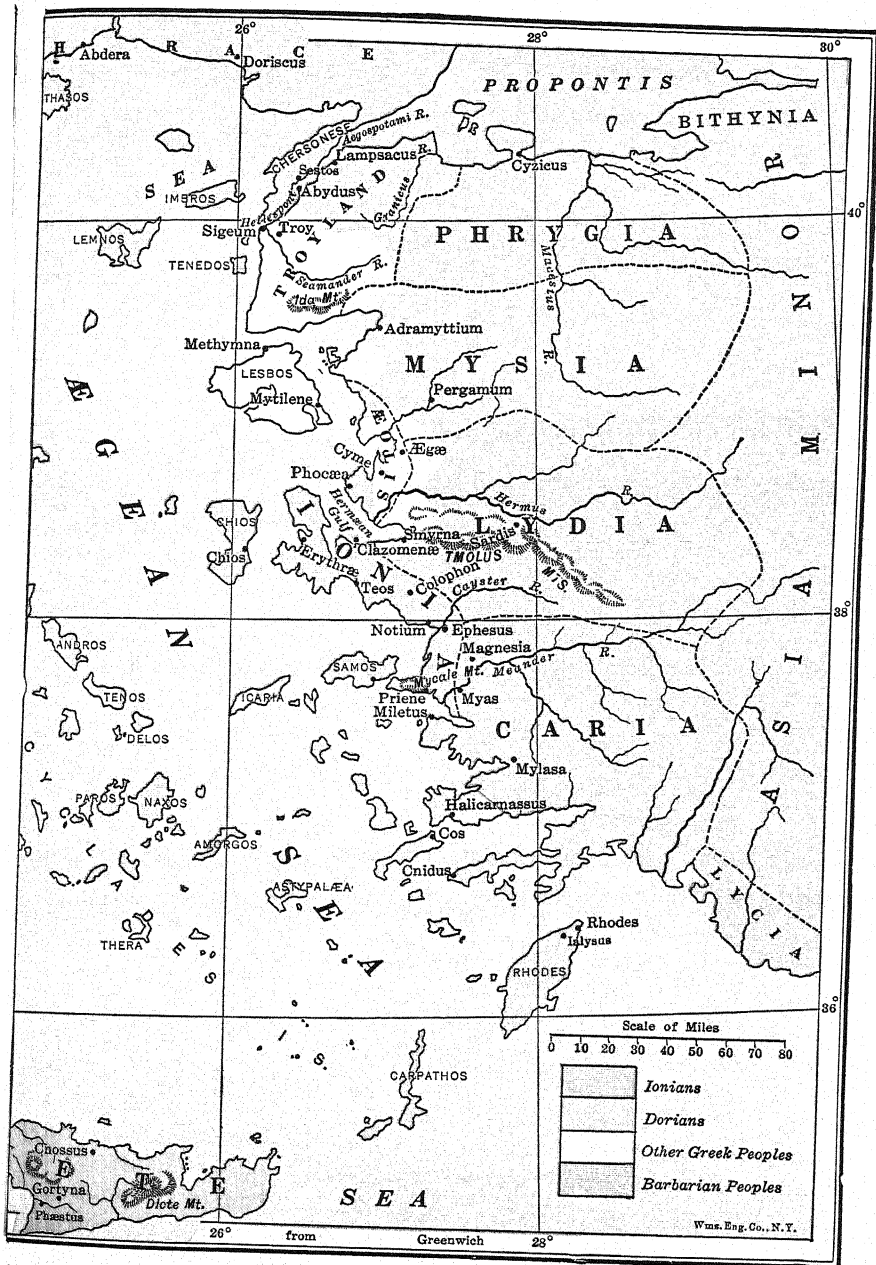 26°
28°
30°
T H R A C E
Abdera
Doriscus
THASOS
PROPONTIS
BITHYNIA
CHERSONESE
Aegospotami R.
Lampsacus
R.
Sestos
Abydus
Cyzicus
SEA
IMBROS
Hellespont
Granicus
40°
Sigeum
Troy
TROYLAND
PHRYGIA
LEMNOS
TENEDOS
Scamander R.
Ida Mt.
Macestus R.
Adramyttium
Methymna
LESBOS
MYSIA
Mytilene
Pergamum
ÆOLIS
Cyme
Ægæ
Phocæa
Hermus R.
ÆGEAN
CHIOS
Chios
Hermæan
Gulf
Smyrna
Sardis
LYDIA
Clazomenæ
TMOLUS
MTS.
Erythræ
IONIA
Teos
Colophon
Cayster R.
38°
Notium
Ephesus
ANDROS
Magnesia
R.
SAMOS
Mycale Mt.
Meander
TENOS
ICARIA
Priene
Myas
Miletus
DELOS
CARIA
Mylasa
PAROS
NAXOS
Halicarnassus
AMORGOS
Cos
CYCLADES
Cnidus
ASTYPALÆA
LYCIA
THERA
SEA
Rhodes
Ialysus
RHODES
ASIA MINOR
36°
IS.
CARPATHOS
Scale of Miles
0 10 20 30 40 50 60 70 80
Ionians
Dorians
Other Greek Peoples
Barbarian Peoples
Cnossus
E T E
Gortyna
Phæstus
Dicte Mt.
SEA
Wms. Eng. Co., N.Y.
26°
from
Greenwich
28°